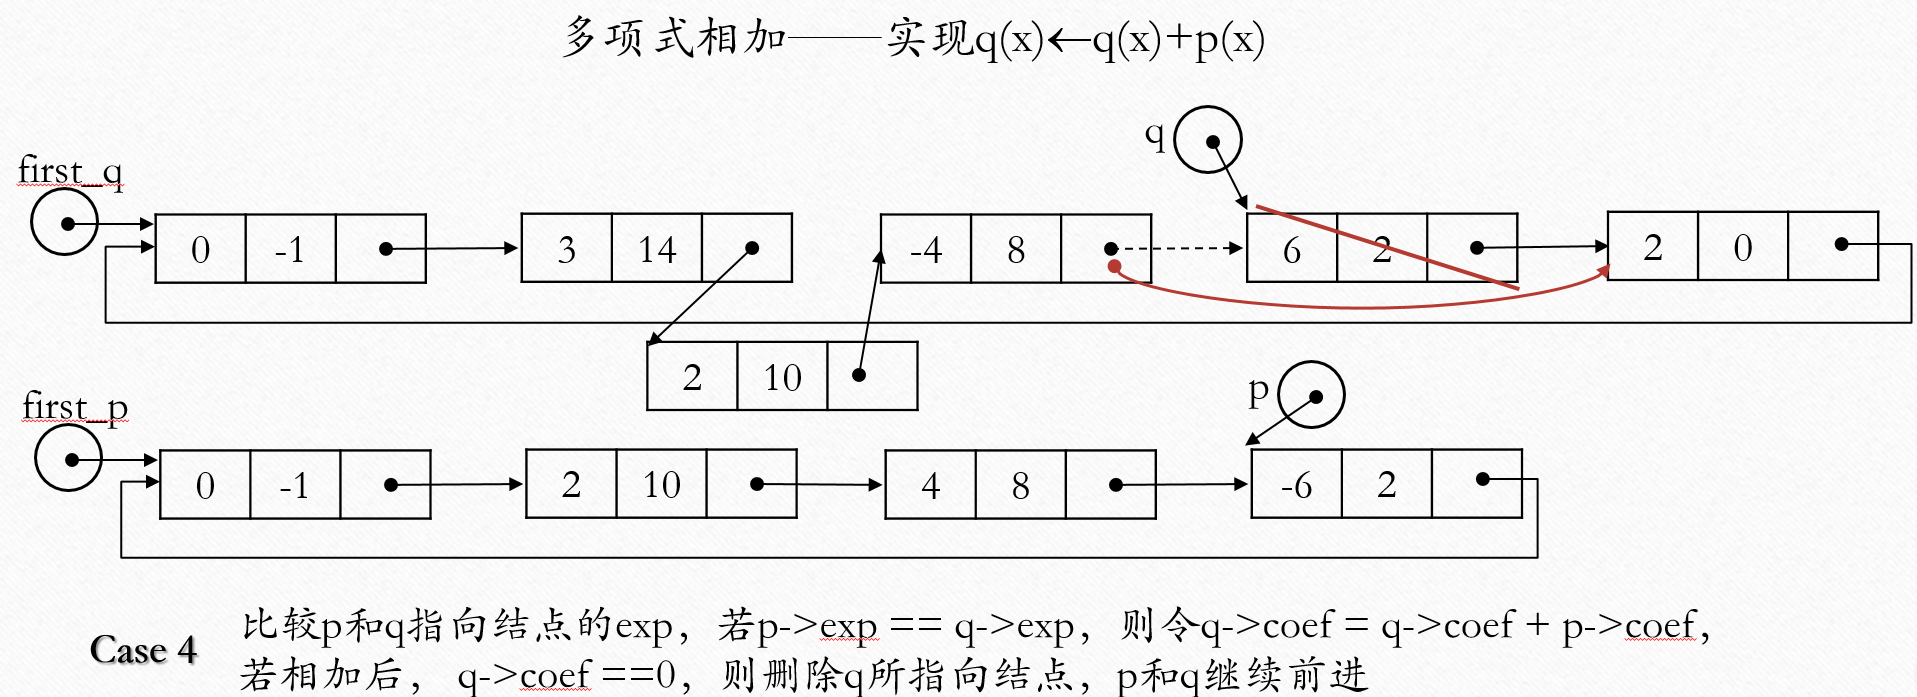 多项式相加——实现q(x)←q(x)+p(x)
q
first_q
0 -1 3 14 -4 8 6 2 2 0
2 10
first_p
p
0 -1 2 10 4 8 -6 2
Case 4
比较p和q指向结点的exp，若p->exp == q->exp，则令q->coef = q->coef + p->coef，
若相加后， q->coef ==0，则删除q所指向结点，p和q继续前进